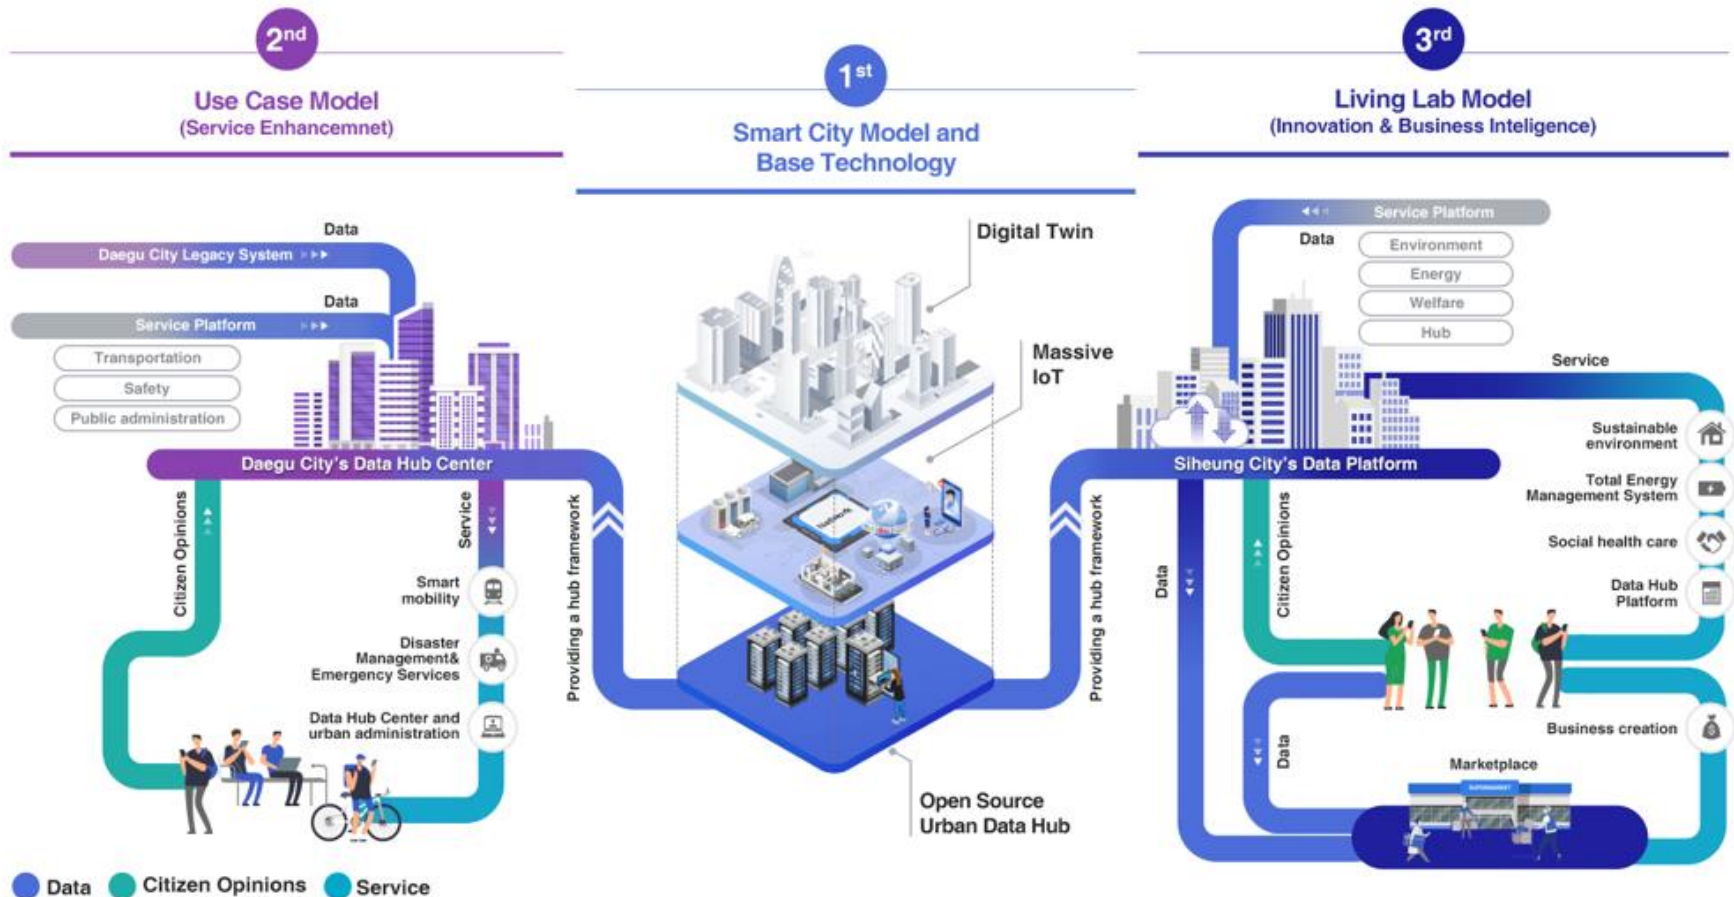 2nd
Use Case Model
(Service Enhancemnet)
Data
Daegu City Legacy System
Data
Service Platform
Transportation
Safety
Public administration
Daegu City's Data Hub Center
Citizen Opinions
Service
Smart
mobility
Disaster
Management&
Emergency Services
Data Hub Center and
urban administration
Providing a hub framework
1st
Smart City Model and
Base Technology
Digital Twin
Massive
IoT
Network
Open Source
Urban Data Hub
Providing a hub framework
3rd
Living Lab Model
(Innovation & Business Inteligence)
Service Platform
Data
Environment
Energy
Welfare
Hub
Service
Siheung City's Data Platform
Sustainable
environment
Total Energy
Management System
Social health care
Data Hub
Platform
Data
Citizen Opinions
Data
Business creation
Marketplace
SUPERMARKET
Data
Citizen Opinions
Service